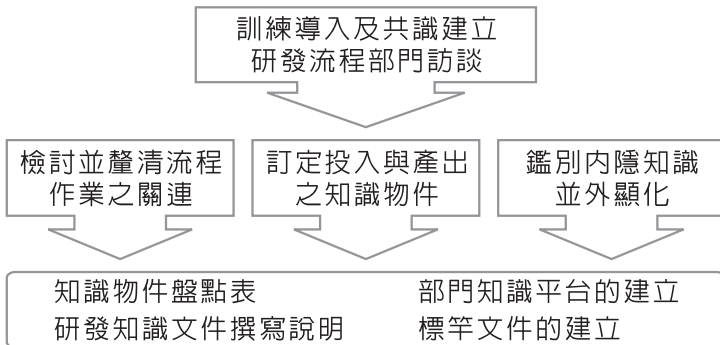 訓練導入及共識建立
研發流程部門訪談
檢討並釐清流程
作業之關連
訂定投入與產出
之知識物件
鑑別內隱知識
並外顯化
知識物件盤點表
研發知識文件撰寫說明
部門知識平台的建立
標竿文件的建立